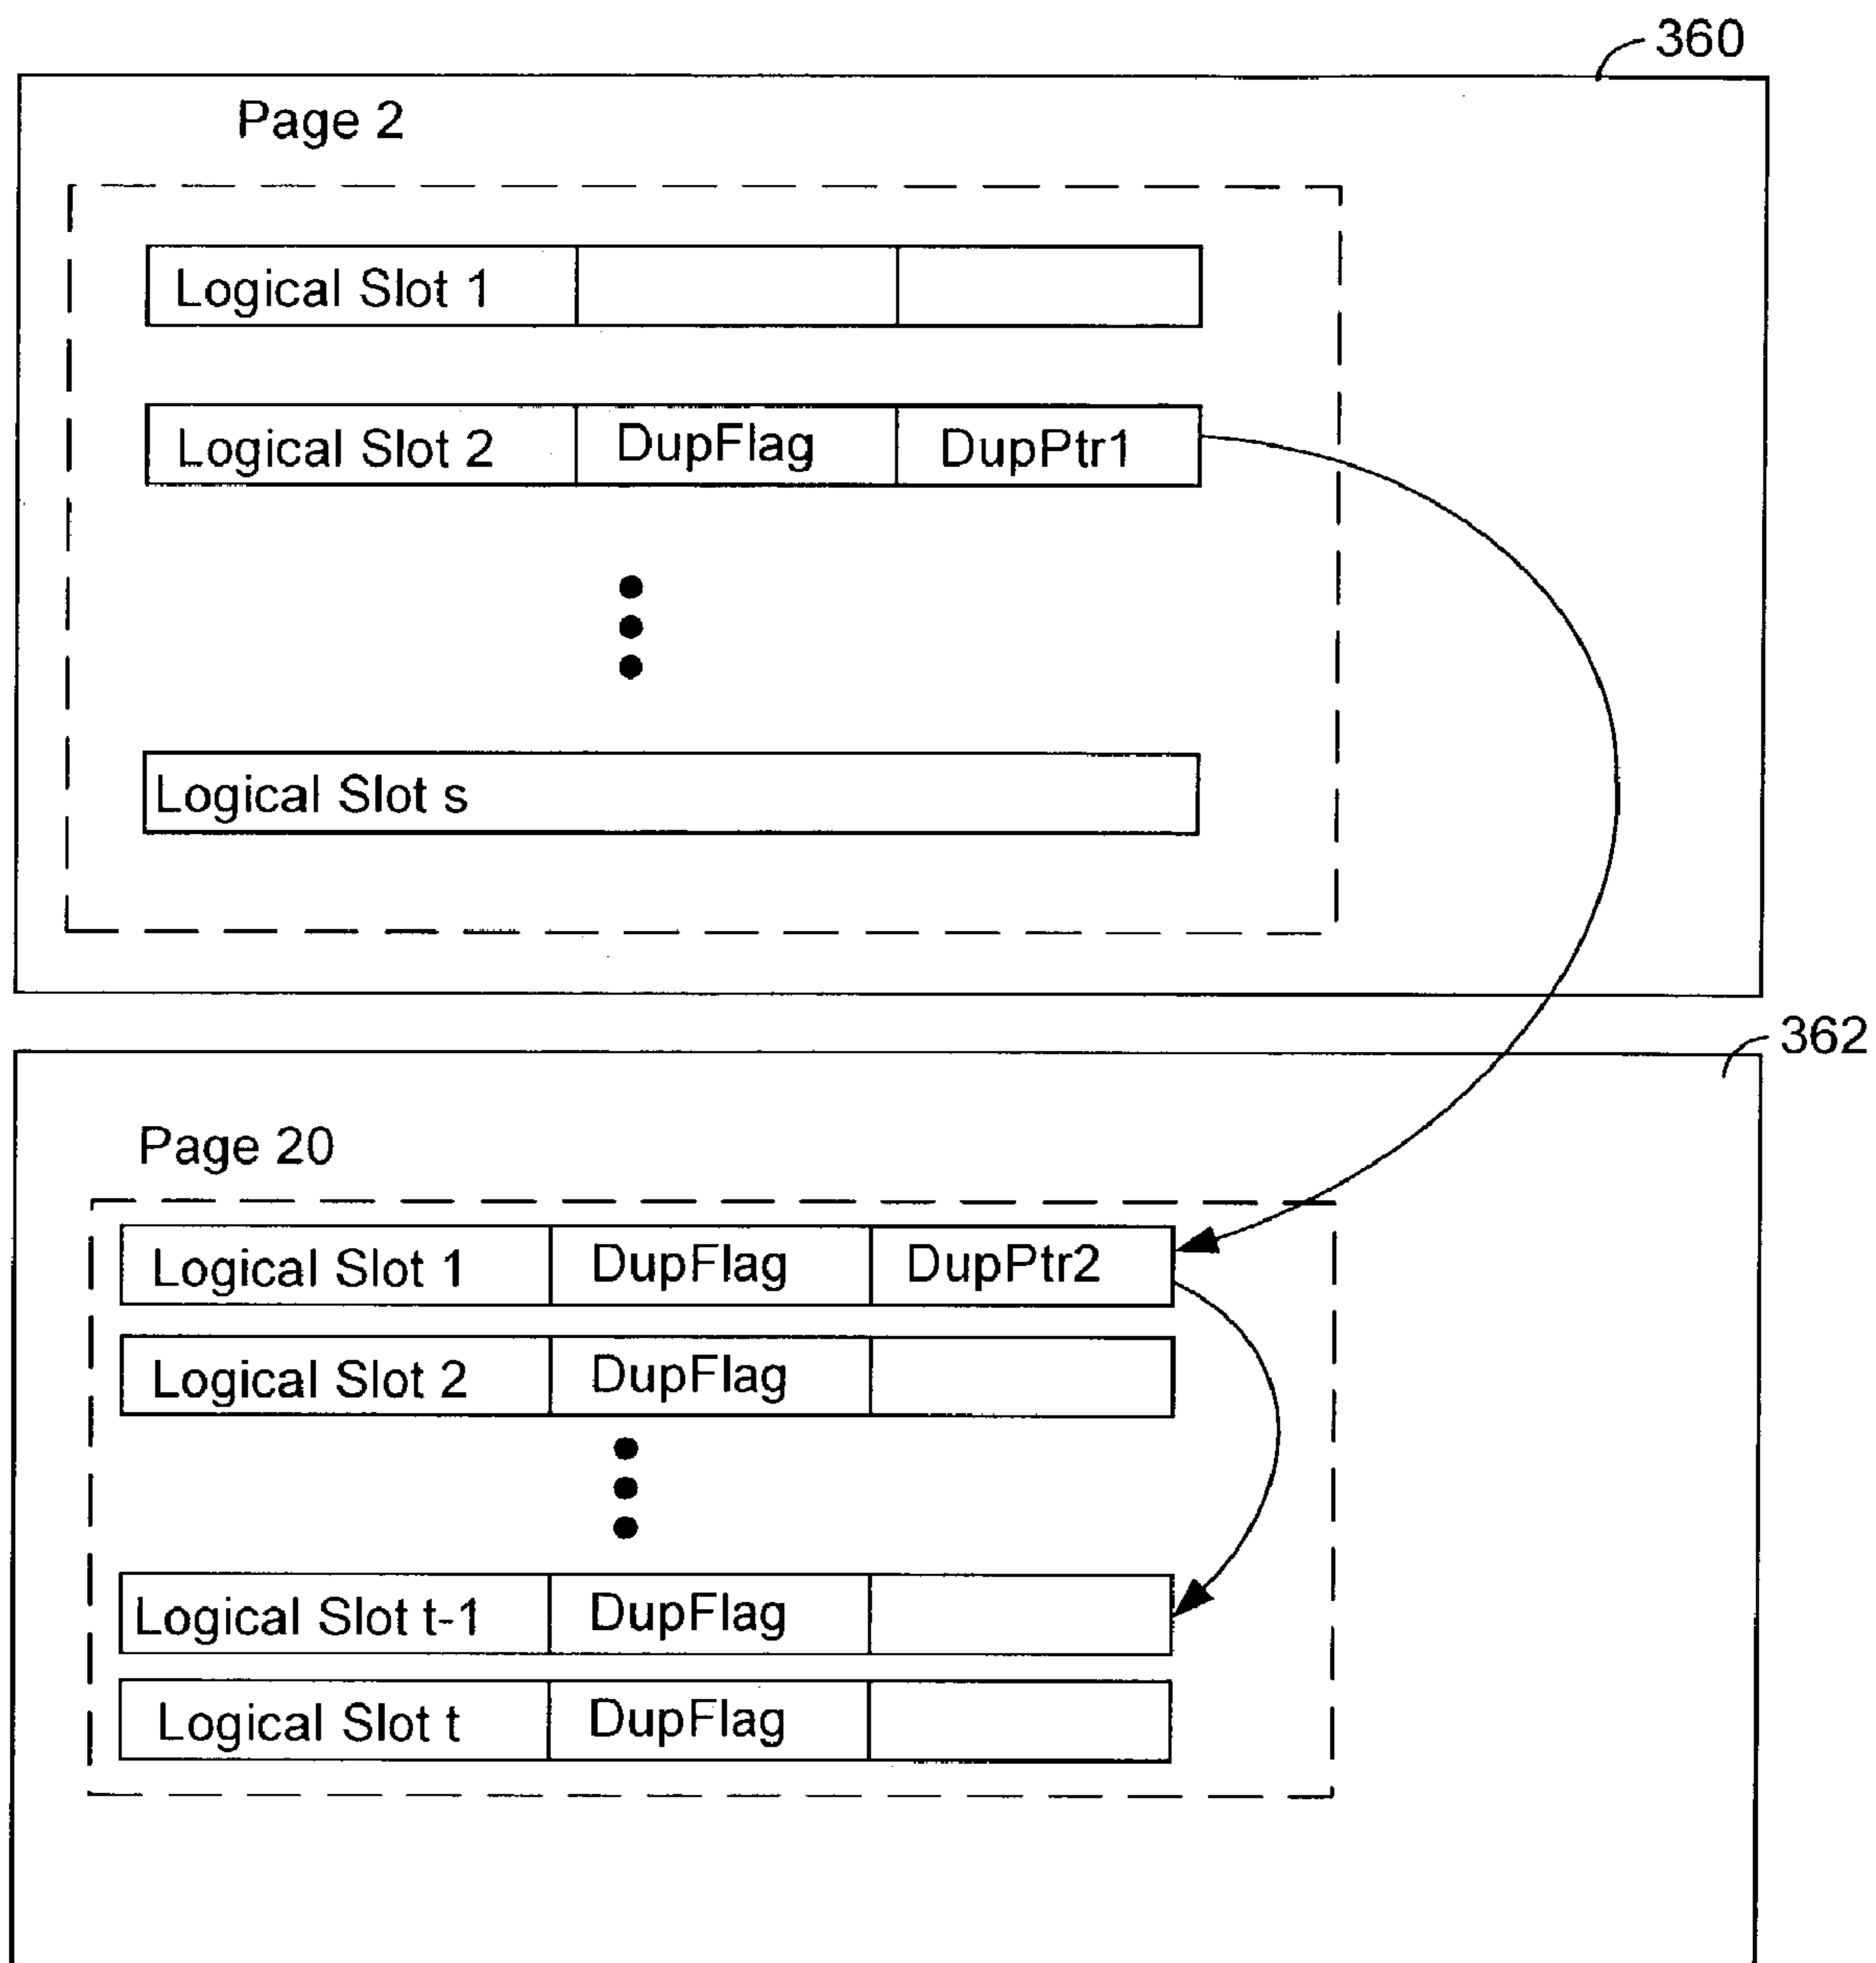 360
Page 2
Logical Slot 1
Logical Slot 2 DupFlag DupPtr1
Logical Slot s
362
Page 20
Logical Slot 1 DupFlag DupPtr2
Logical Slot 2 DupFlag
Logical Slot t-1 DupFlag
Logical Slot t DupFlag